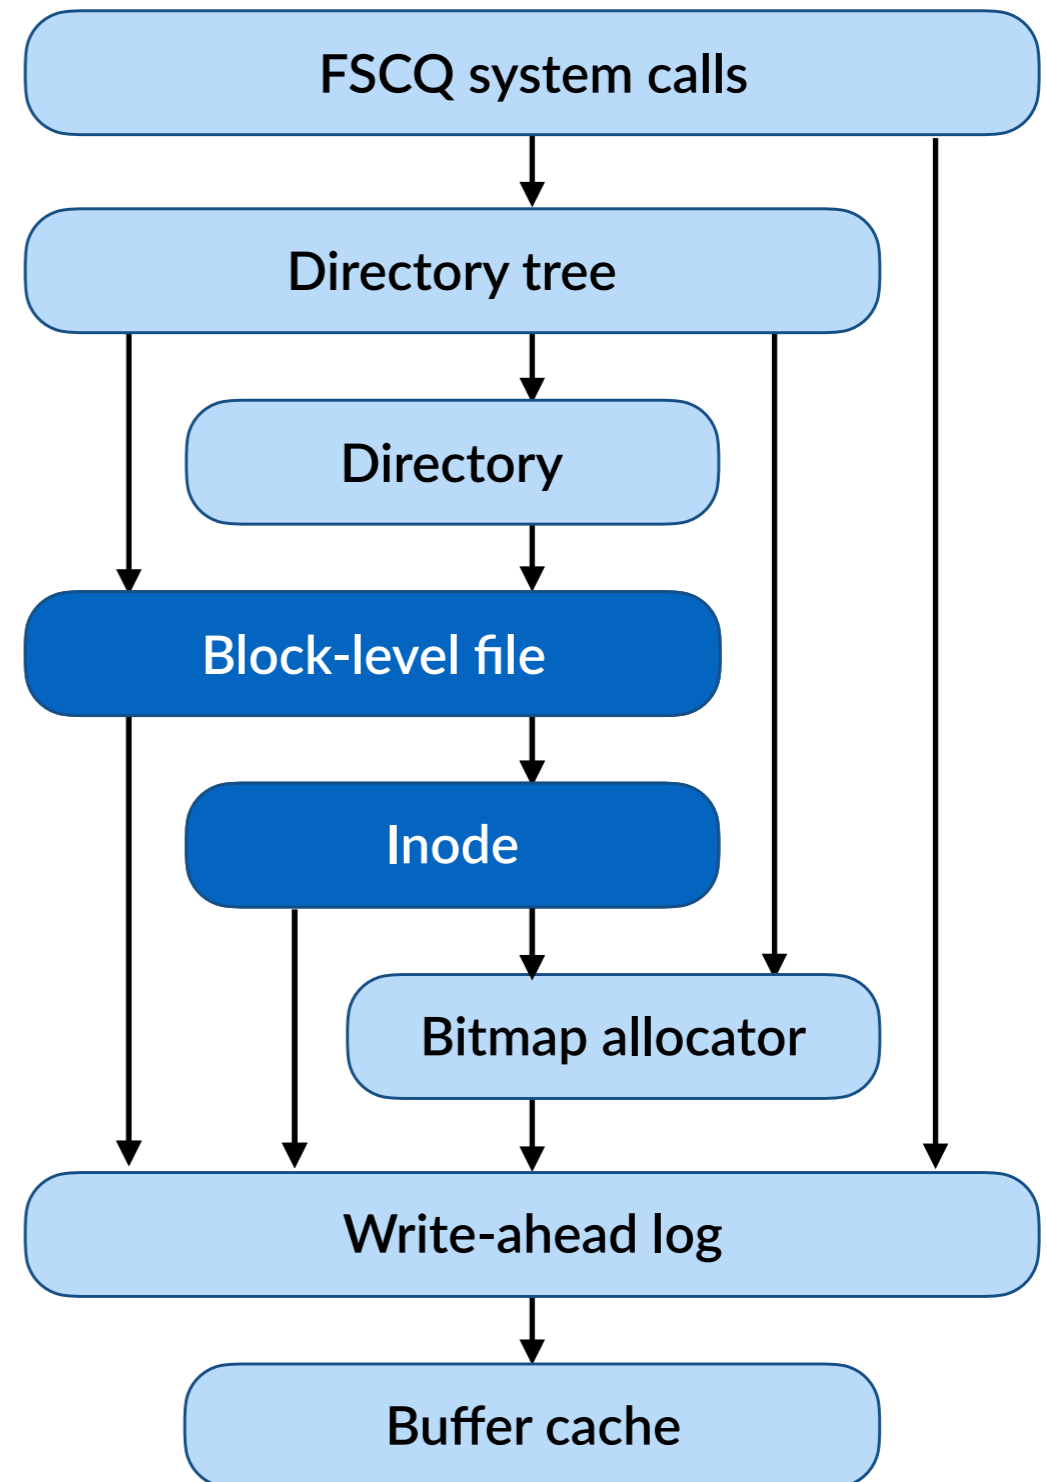 FSCQ system calls
Directory tree
Directory
Block-level file
Inode
Bitmap allocator
Write-ahead log
Buffer cache